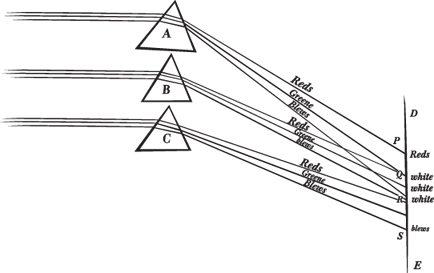 A
B
C
Reds
Greene
Blews
Reds
Greene
Blews
Reds
Greene
Blews
D
P
Reds
Q
white
white
R
white
blews
S
E